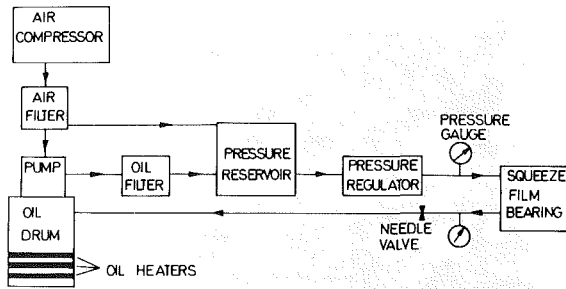 AIR
COMPRESSOR
AIR
FILTER
PUMP
OIL
FILTER
PRESSURE
RESERVOIR
PRESSURE
REGULATOR
PRESSURE
GAUGE
SQUEEZE
FILM
BEARING
OIL
DRUM
NEEDLE
VALVE
OIL HEATERS